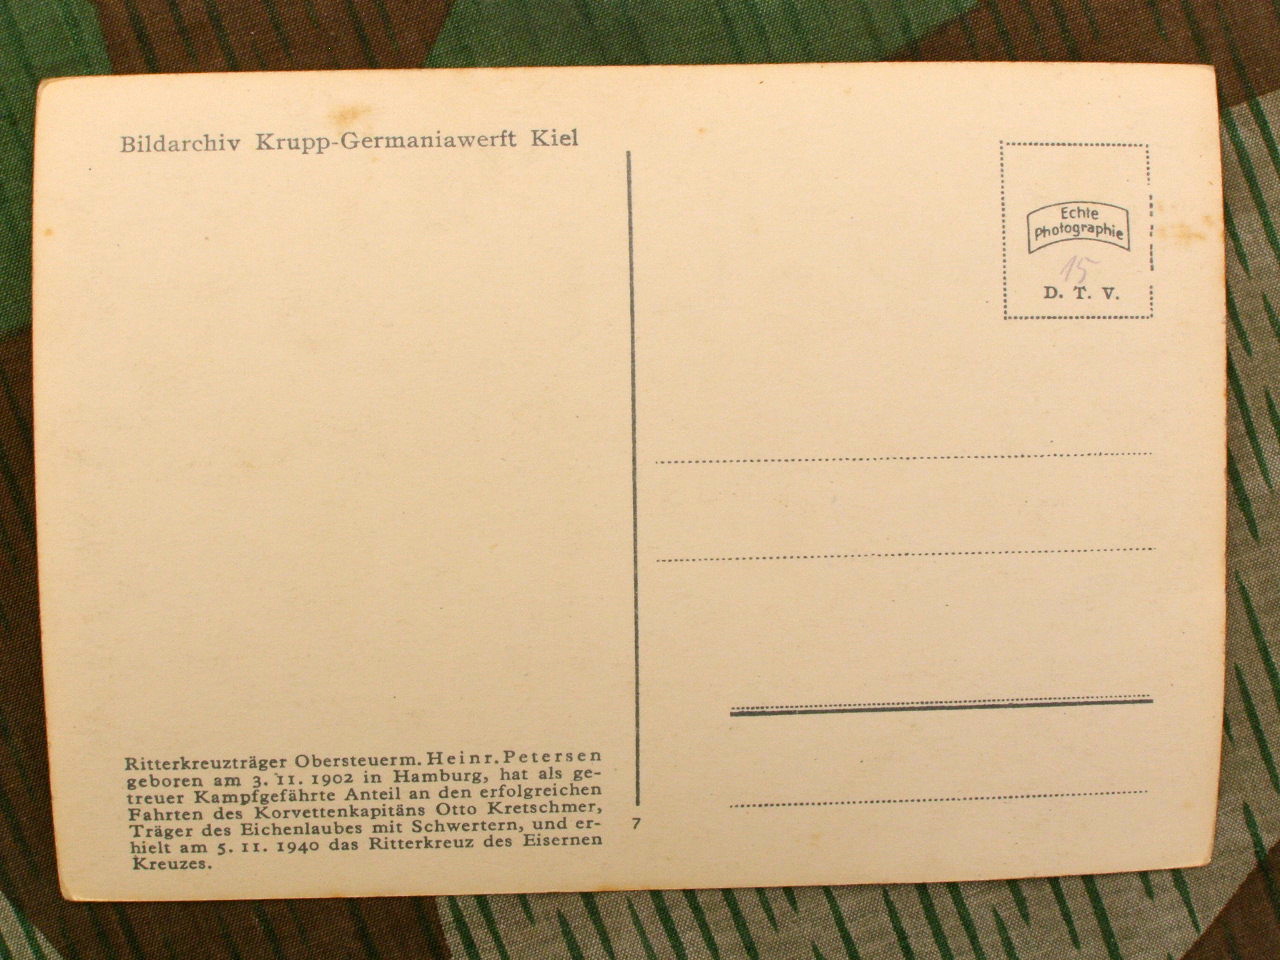 Bildarchiv Krupp-Germaniawerft Kiel
Echte
Photographie
15
D. T. V.
Ritterkreuzträger Obersteuerm. Heinr. Petersen
geboren am 3. 11. 1902 in Hamburg, hat als ge-
treuer Kampfgefährte Anteil an den erfolgreichen
Fahrten des Korvettenkapitäns Otto Kretschmer,
Träger des Eichenlaubes mit Schwertern, und er-
hielt am 5. 11. 1940 das Ritterkreuz des Eisernen
Kreuzes.
7